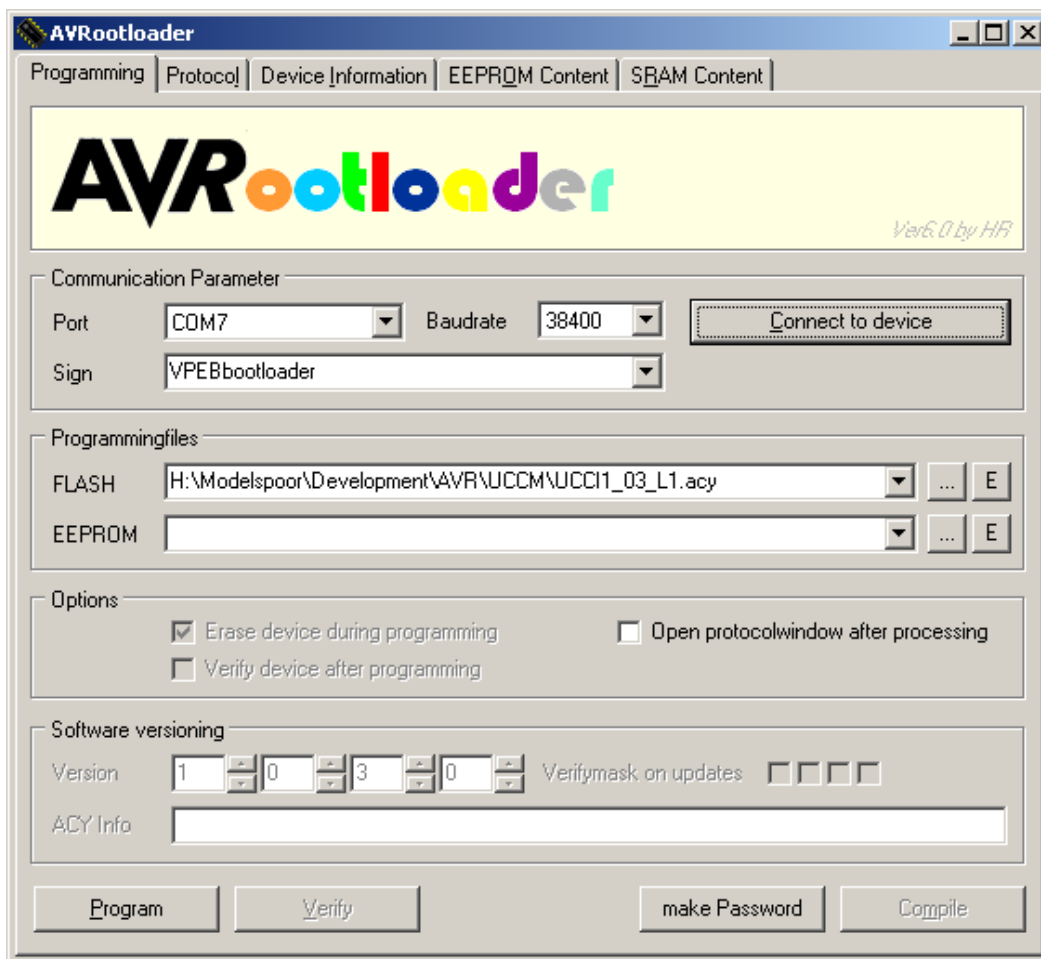 AVRootloader
Programming Protocol Device Information EEPROM Content SRAM Content
AVRootloader
Ver6.0 by HR
Communication Parameter
Port COM7 Baudrate 38400 Connect to device
Sign VPEBbootloader
Programmingfiles
FLASH H:\Modelspoor\Development\AVR\UCCM\UCCI1_03_L1.acy ... E
EEPROM ... E
Options
Erase device during programming Open protocolwindow after processing
Verify device after programming
Software versioning
Version 1 0 3 0 Verifymask on updates
ACY Info
Program Verify make Password Compile